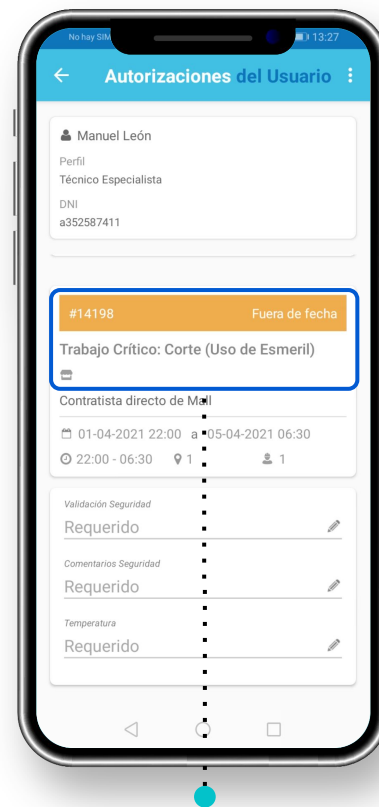 No hay SIM 13:27
Autorizaciones del Usuario
Manuel León
Perfil
Técnico Especialista
DNI
a352587411
#14198 Fuera de fecha
Trabajo Crítico: Corte (Uso de Esmeril)
Contratista directo de Mall
01-04-2021 22:00 a 05-04-2021 06:30
22:00 - 06:30 1 1
Validación Seguridad
Requerido
Comentarios Seguridad
Requerido
Temperatura
Requerido